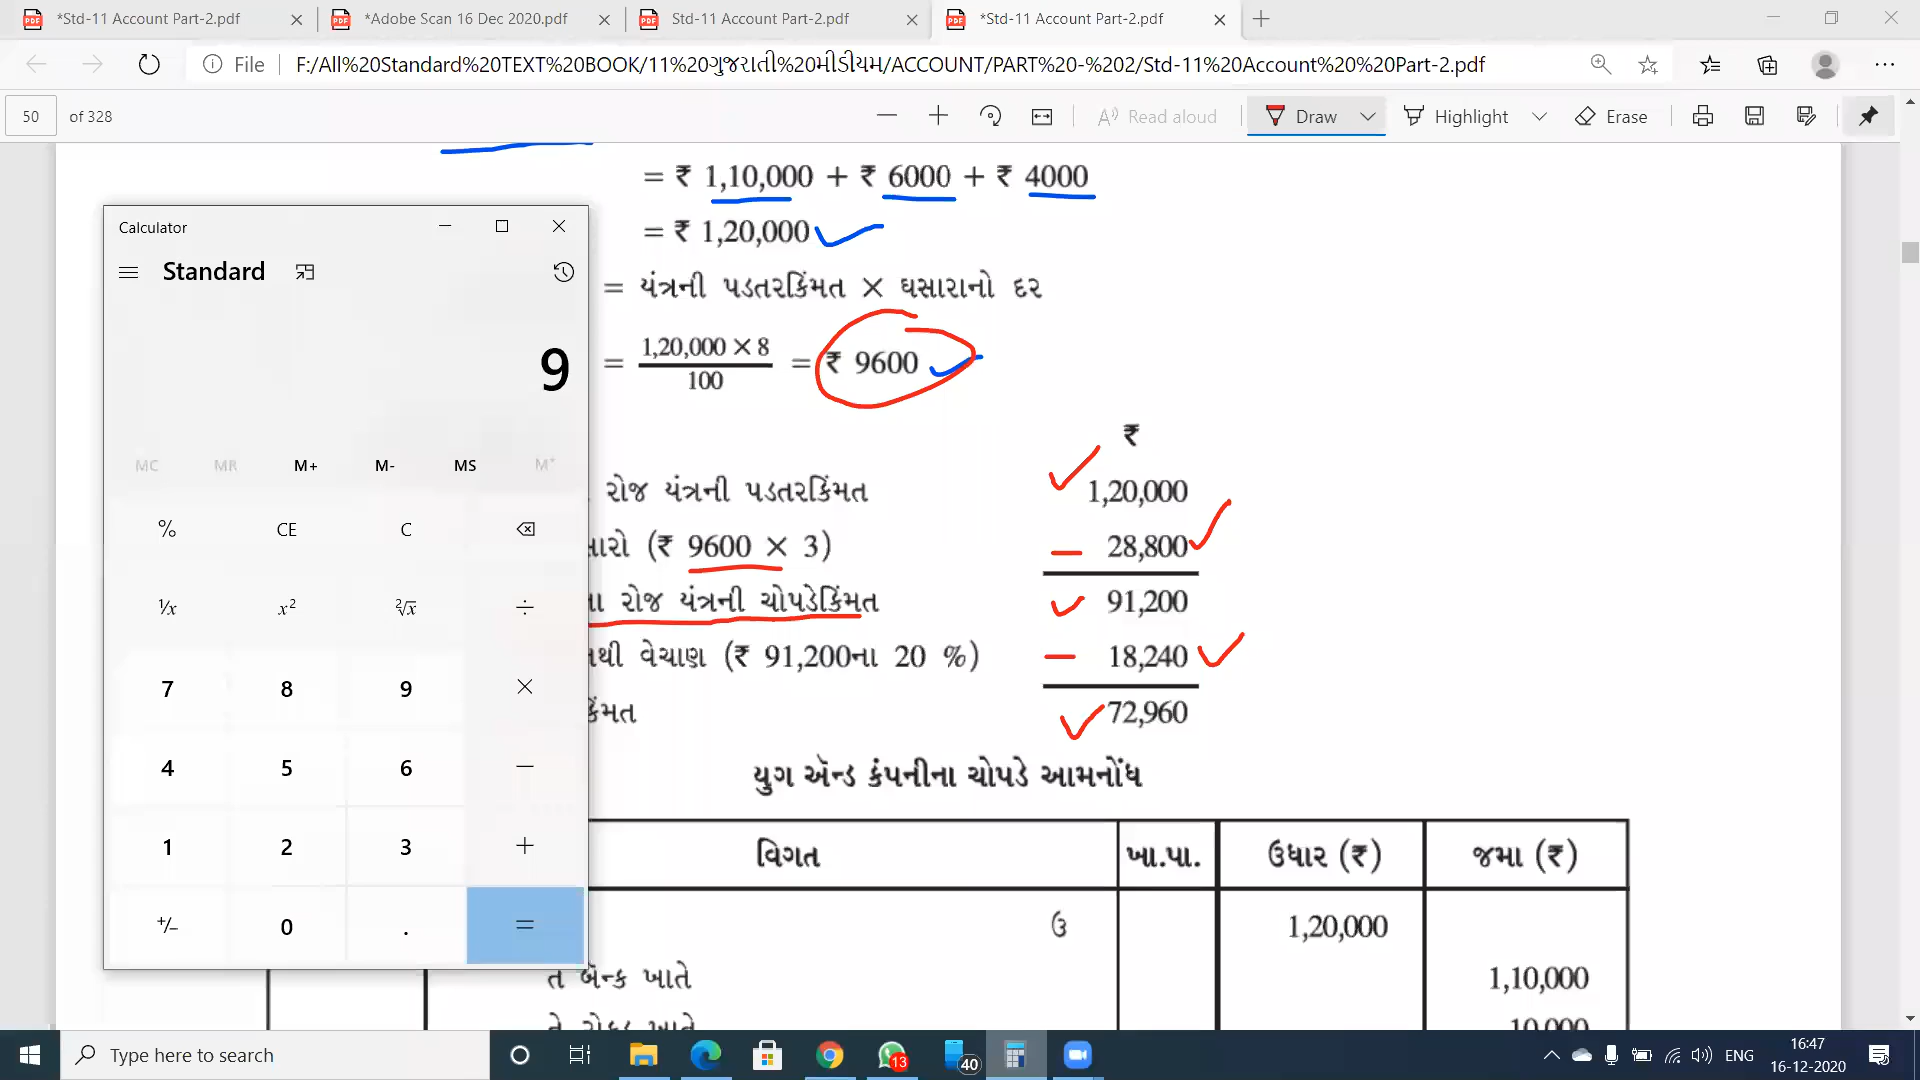 *Std-11 Account Part-2.pdf
*Adobe Scan 16 Dec 2020.pdf
Std-11 Account Part-2.pdf
*Std-11 Account Part-2.pdf
File F:/All%20Standard%20TEXT%20BOOK/11%20ગુજરાતી%20મીડીયમ/ACCOUNT/PART%20-%202/Std-11%20Account%20%20Part-2.pdf
50 of 328
Read aloud
Draw
Highlight
Erase
= ₹ 1,10,000 + ₹ 6000 + ₹ 4000
= ₹ 1,20,000
= યંત્રની પડતરકિંમત × ઘસારાનો દર
= 1,20,000 × 8 / 100 = ₹ 9600
₹
રોજ યંત્રની પડતરકિંમત 1,20,000
સારો (₹ 9600 × 3) – 28,800
ના રોજ યંત્રની ચોપડેકિંમત 91,200
થી વેચાણ (₹ 91,200ના 20 %) – 18,240
કિંમત 72,960
યુગ ઍન્ડ કંપનીના ચોપડે આમનોંધ
વિગત ખા.પા. ઉધાર (₹) જમા (₹)
ઉ 1,20,000
તે બૅન્ક ખાતે 1,10,000
તે રોકડ ખાતે 10,000
Calculator
Standard
9
MC MR M+ M- MS M˅
% CE C
¹/x x² ²√x ÷
7 8 9 ×
4 5 6 −
1 2 3 +
+/− 0 . =
Type here to search
13
40
ENG
16:47
16-12-2020